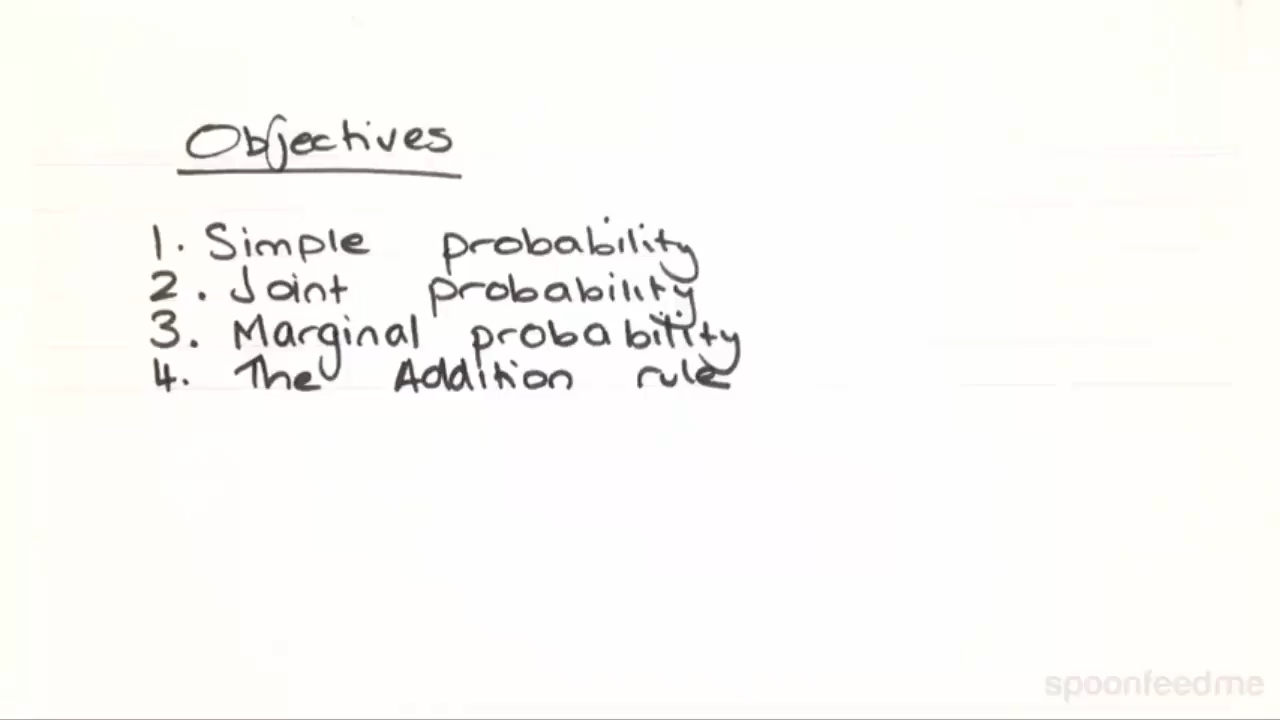 Objectives
1. Simple probability
2. Joint probability
3. Marginal probability
4. The Addition rule
spoonfeedme